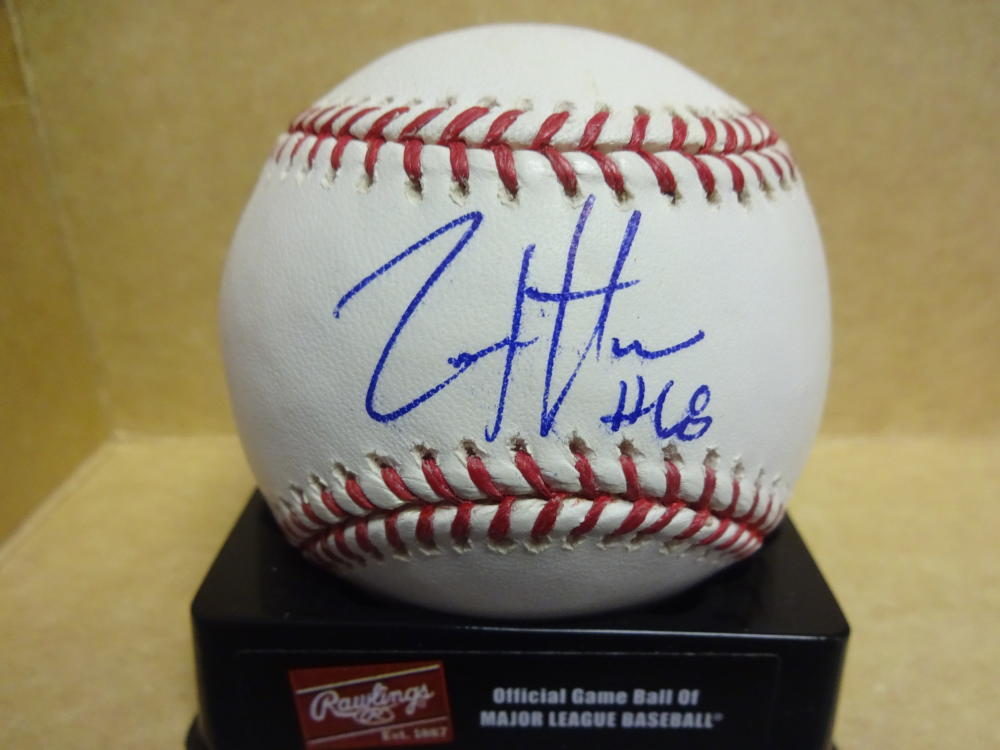 #68
Rawlings
Est. 1887
Official Game Ball Of
MAJOR LEAGUE BASEBALL®